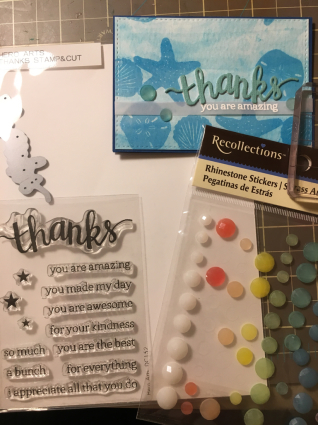 HERO ARTS
THANKS STAMP&CUT
thanks
you are amazing
Recollections
Rhinestone Stickers | S
Pegatinas de Estrás
thanks
you are amazing
you made my day
you are awesome
for your kindness
so much
you are the best
a bunch
for everything
i appreciate all that you do